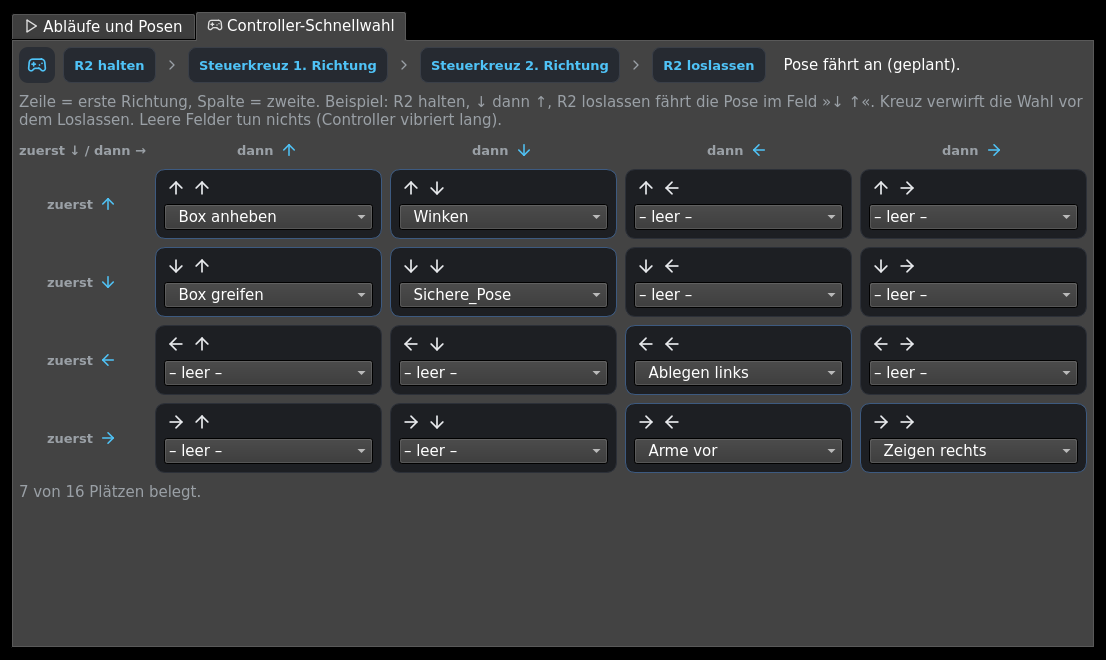 Abläufe und Posen
Controller-Schnellwahl
R2 halten
Steuerkreuz 1. Richtung
Steuerkreuz 2. Richtung
R2 loslassen
Pose fährt an (geplant).
Zeile = erste Richtung, Spalte = zweite. Beispiel: R2 halten, ↓ dann ↑, R2 loslassen fährt die Pose im Feld »↓ ↑«. Kreuz verwirft die Wahl vor
dem Loslassen. Leere Felder tun nichts (Controller vibriert lang).
zuerst ↓ / dann →
dann ↑
dann ↓
dann ←
dann →
zuerst ↑
↑ ↑
↑ ↓
↑ ←
↑ →
Box anheben
Winken
– leer –
– leer –
zuerst ↓
↓ ↑
↓ ↓
↓ ←
↓ →
Box greifen
Sichere_Pose
– leer –
– leer –
zuerst ←
← ↑
← ↓
← ←
← →
– leer –
– leer –
Ablegen links
– leer –
zuerst →
→ ↑
→ ↓
→ ←
→ →
– leer –
– leer –
Arme vor
Zeigen rechts
7 von 16 Plätzen belegt.